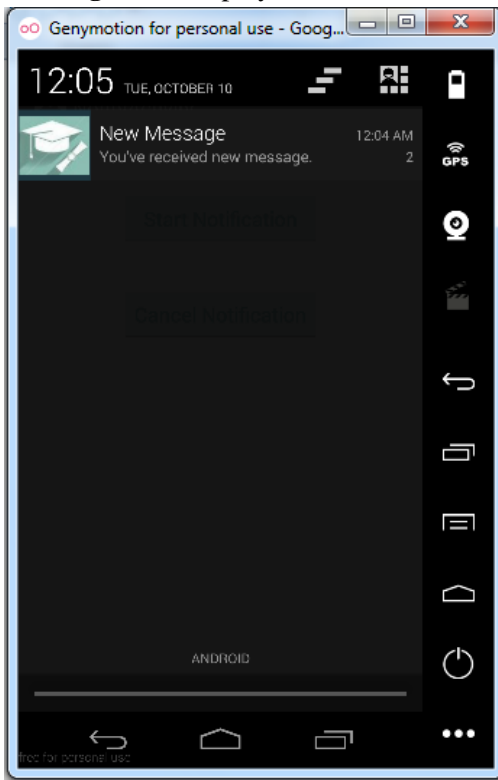 Genymotion for personal use - Goog...
12:05 TUE, OCTOBER 10
New Message 12:04 AM
You've received new message. 2
GPS
Start Notification
Cancel Notification
ANDROID
free for personal use